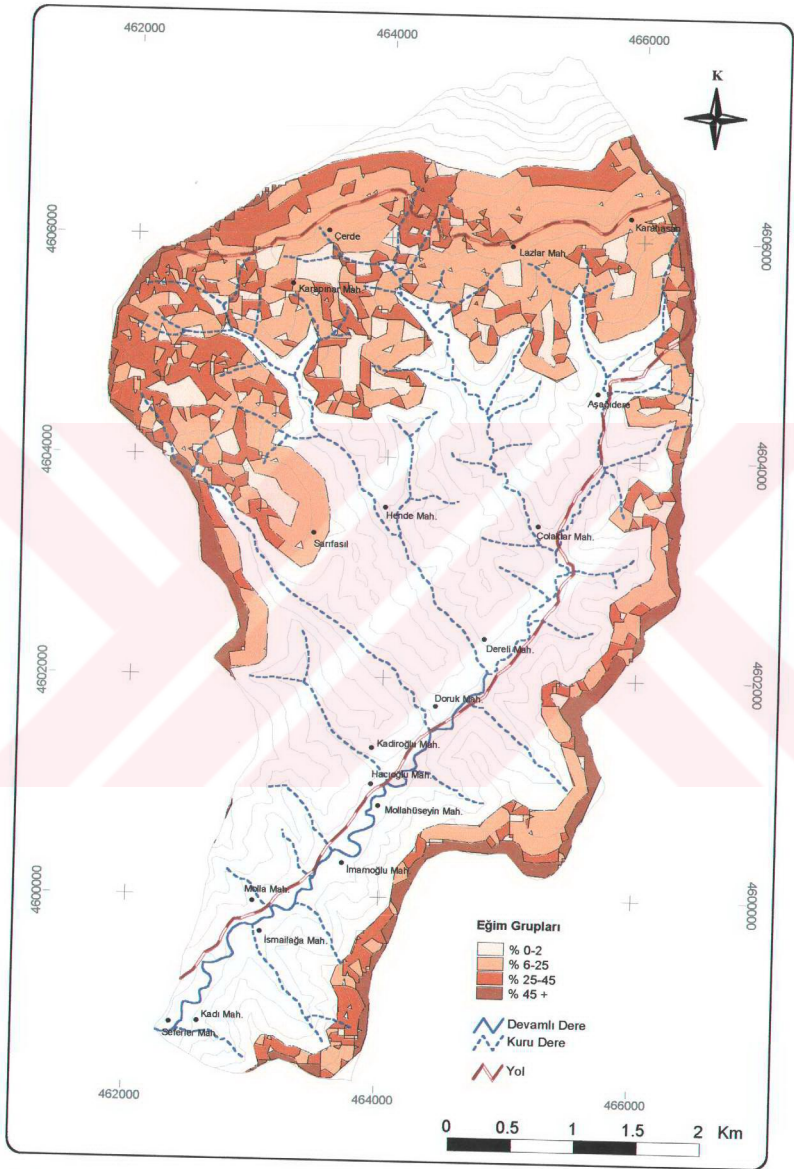 462000
464000
466000
K
4606000
4606000
Çerde
Karahasan
Lazlar Mah.
Karapınar Mah.
Aşağıdere
4604000
4604000
Hende Mah.
Çolaklar Mah.
Sarıfasıl
Dereli Mah.
4602000
4602000
Doruk Mah.
Kadiroğlu Mah.
Hacıoğlu Mah.
Mollahüseyin Mah.
İmamoğlu Mah.
4600000
4600000
Molla Mah.
İsmailağa Mah.
Eğim Grupları
% 0-2
% 6-25
% 25-45
% 45 +
Kadı Mah.
Seferler Mah.
Devamlı Dere
Kuru Dere
Yol
462000
464000
466000
0 0.5 1 1.5 2 Km